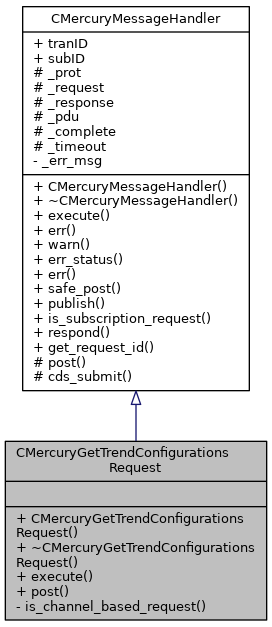 CMercuryMessageHandler
+ tranID
+ subID
# _prot
# _request
# _response
# _pdu
# _complete
# _timeout
- _err_msg
+ CMercuryMessageHandler()
+ ~CMercuryMessageHandler()
+ execute()
+ err()
+ warn()
+ err_status()
+ err()
+ safe_post()
+ publish()
+ is_subscription_request()
+ respond()
+ get_request_id()
# post()
# cds_submit()
CMercuryGetTrendConfigurations
Request
+ CMercuryGetTrendConfigurations
Request()
+ ~CMercuryGetTrendConfigurations
Request()
+ execute()
+ post()
- is_channel_based_request()